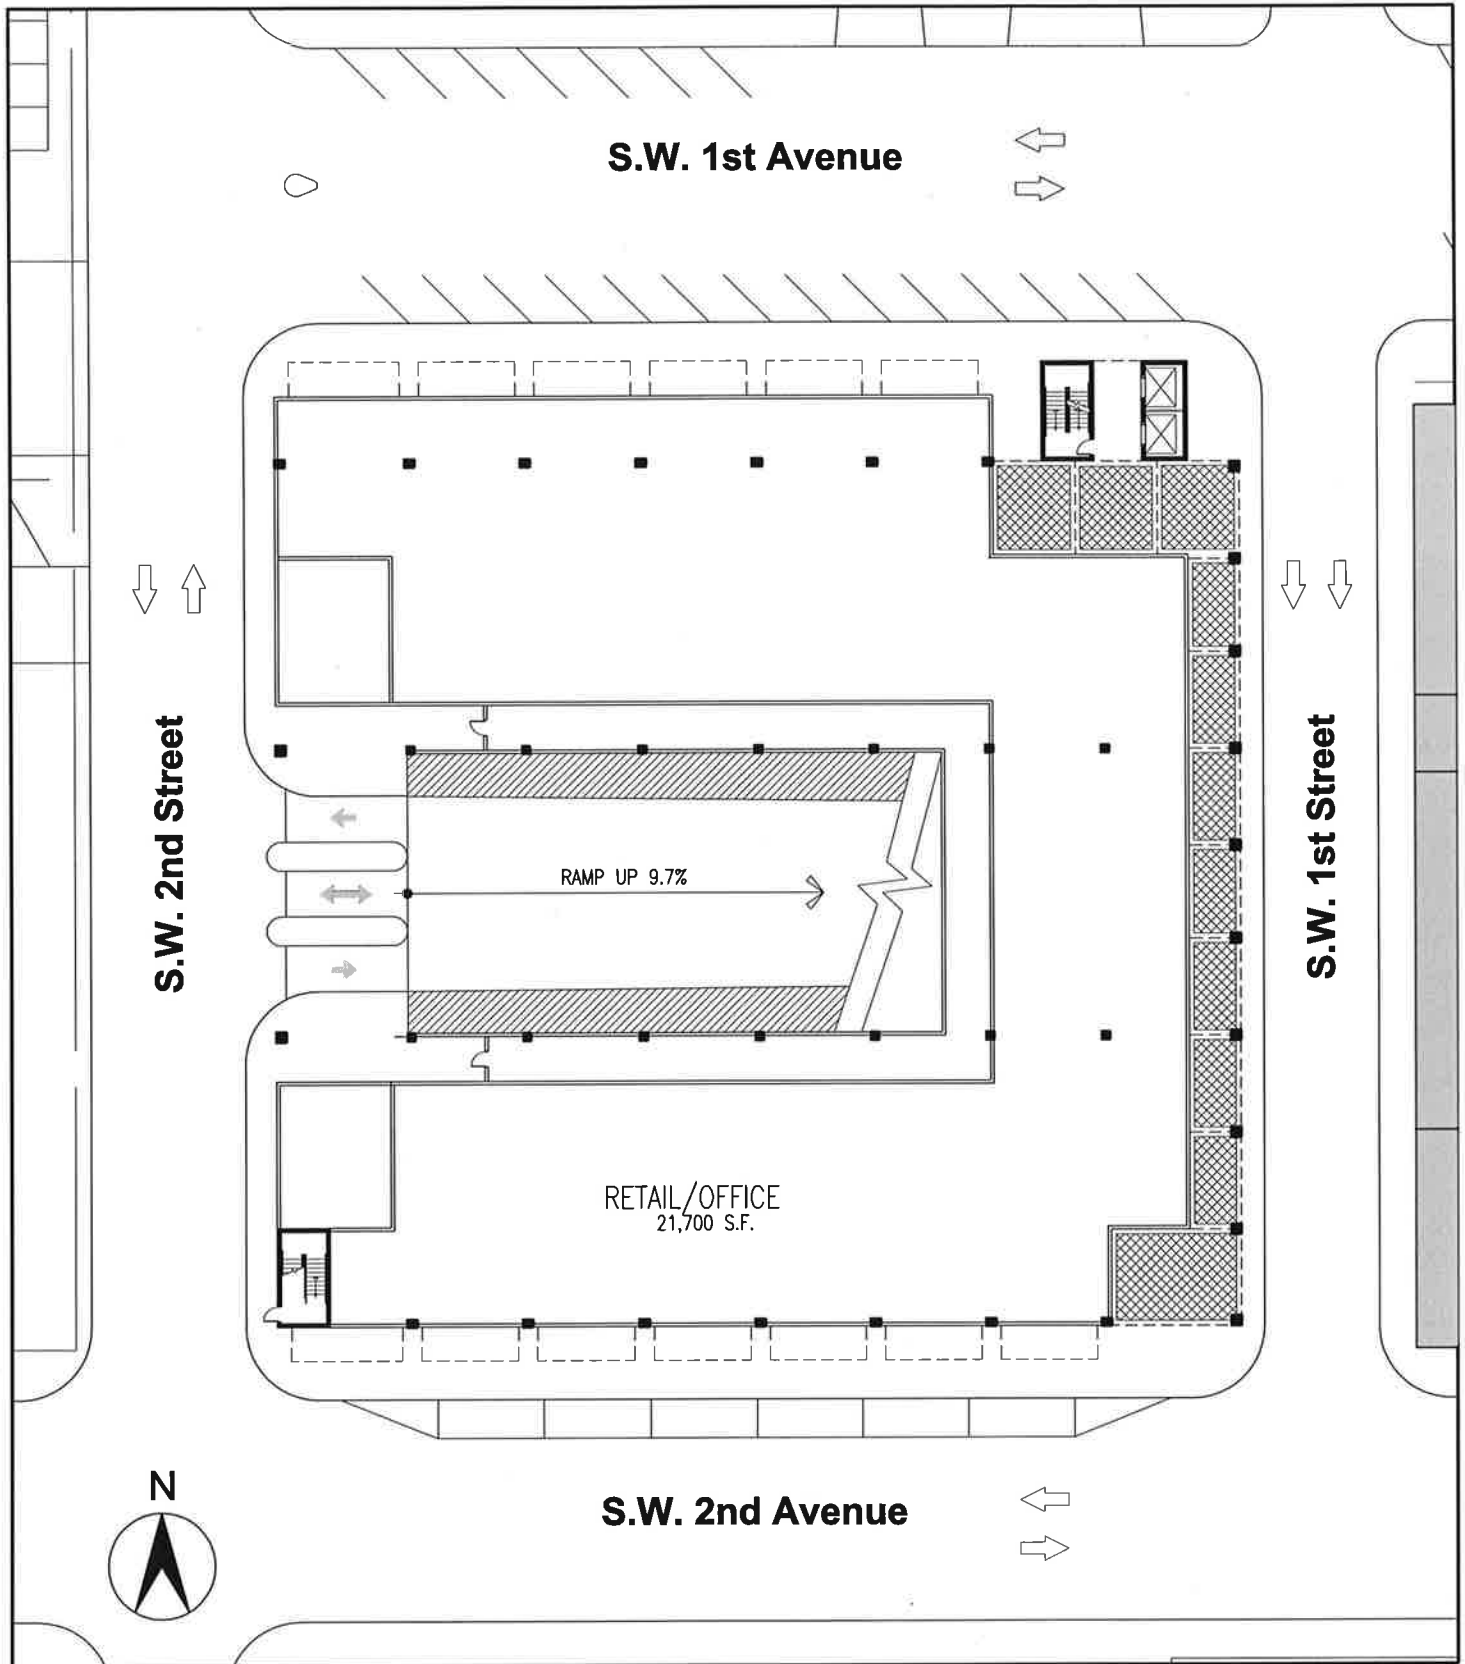 S.W. 1st Avenue
S.W. 2nd Street
S.W. 1st Street
RAMP UP 9.7%
RETAIL/OFFICE
21,700 S.F.
N
S.W. 2nd Avenue